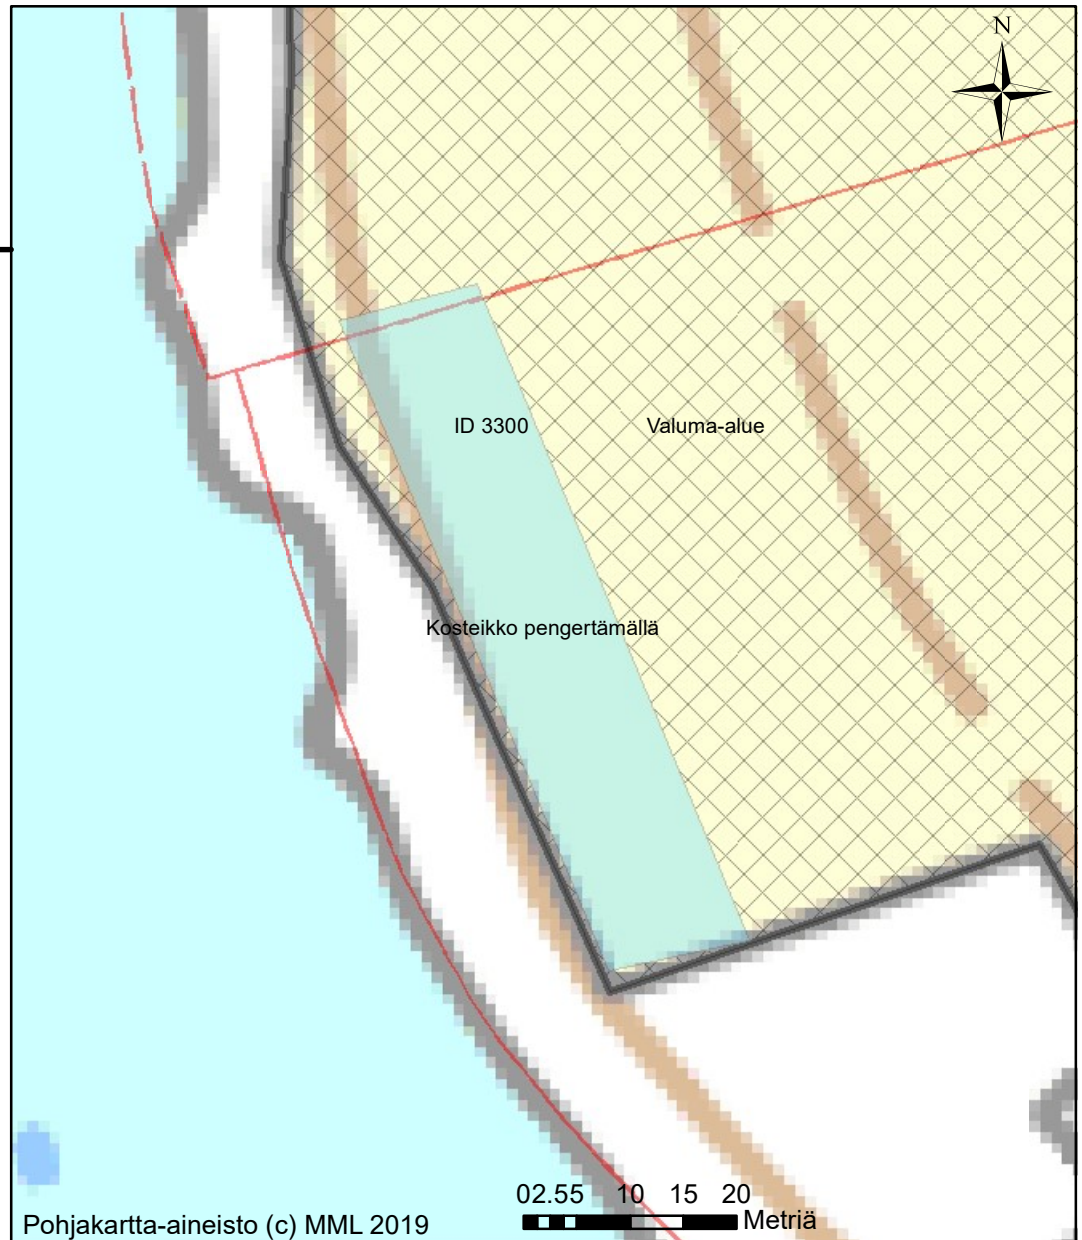 N
ID 3300
Valuma-alue
Kosteikko pengertämällä
02.55 10 15 20
Metriä
Pohjakartta-aineisto (c) MML 2019